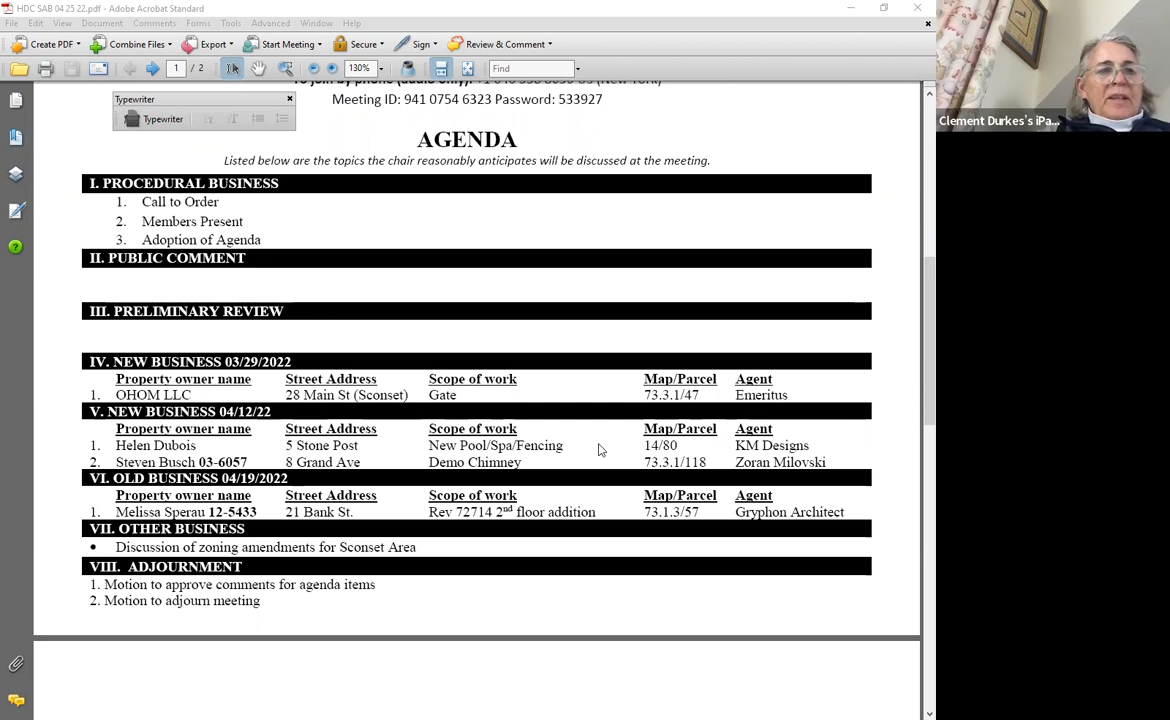 HDC SAB 04 25 22.pdf - Adobe Acrobat Standard
File Edit View Document Comments Forms Tools Advanced Window Help
Create PDF Combine Files Export Start Meeting Secure Sign Review & Comment
1 / 2 130% Find
Meeting ID: 941 0754 6323 Password: 533927
Typewriter
Typewriter
AGENDA
Listed below are the topics the chair reasonably anticipates will be discussed at the meeting.
I. PROCEDURAL BUSINESS
1. Call to Order
2. Members Present
3. Adoption of Agenda
II. PUBLIC COMMENT
III. PRELIMINARY REVIEW
IV. NEW BUSINESS 03/29/2022
Property owner name Street Address Scope of work Map/Parcel Agent
1. OHOM LLC 28 Main St (Sconset) Gate 73.3.1/47 Emeritus
V. NEW BUSINESS 04/12/22
Property owner name Street Address Scope of work Map/Parcel Agent
1. Helen Dubois 5 Stone Post New Pool/Spa/Fencing 14/80 KM Designs
2. Steven Busch 03-6057 8 Grand Ave Demo Chimney 73.3.1/118 Zoran Milovski
VI. OLD BUSINESS 04/19/2022
Property owner name Street Address Scope of work Map/Parcel Agent
1. Melissa Sperau 12-5433 21 Bank St. Rev 72714 2nd floor addition 73.1.3/57 Gryphon Architect
VII. OTHER BUSINESS
• Discussion of zoning amendments for Sconset Area
VIII. ADJOURNMENT
1. Motion to approve comments for agenda items
2. Motion to adjourn meeting
Clement Durkes's iPa...